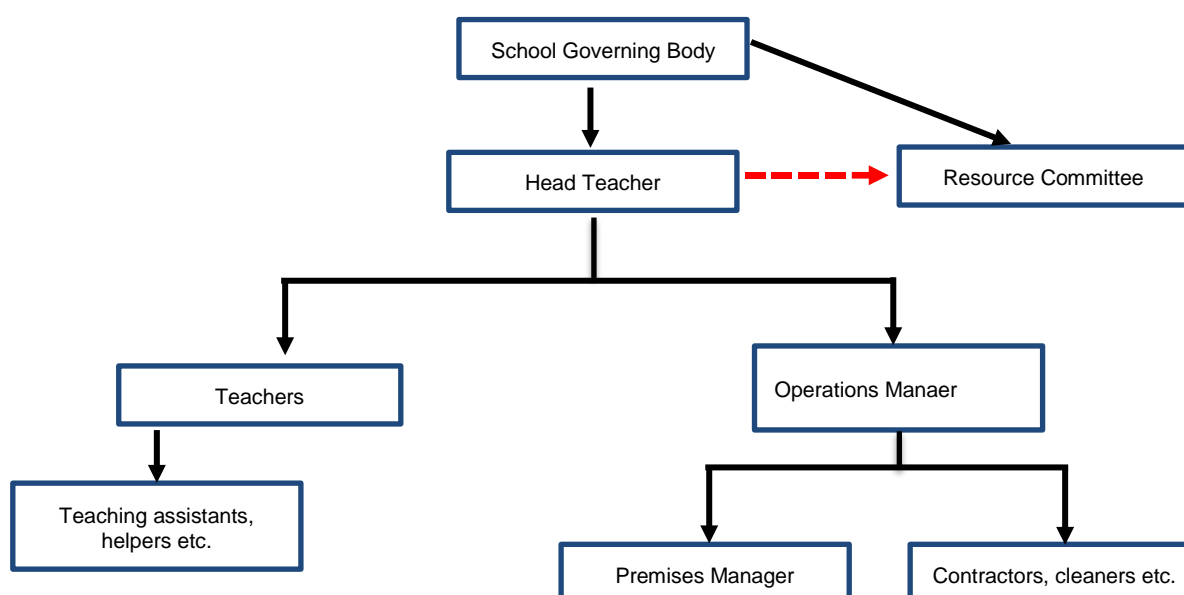 School Governing Body
Head Teacher
Resource Committee
Teachers
Operations Manaer
Teaching assistants,
helpers etc.
Premises Manager
Contractors, cleaners etc.